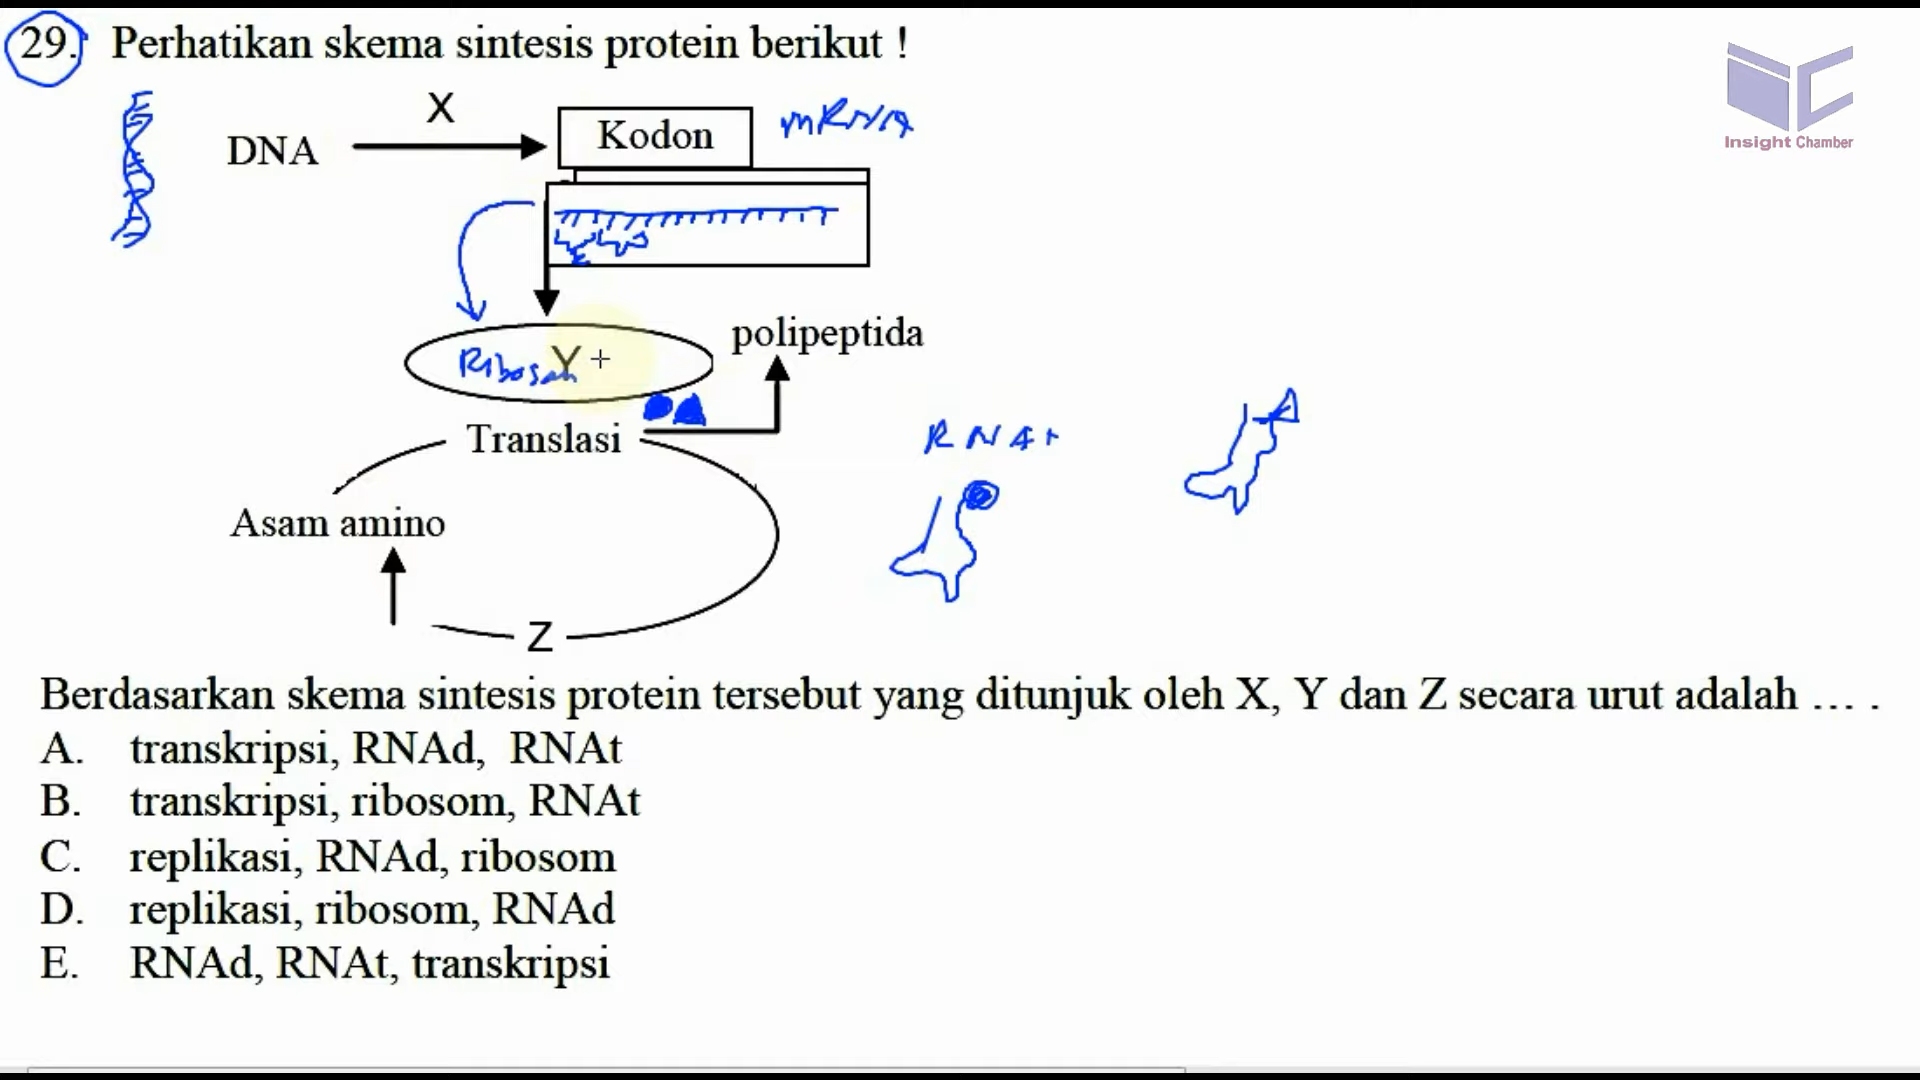 29. Perhatikan skema sintesis protein berikut !
Insight Chamber
X
DNA
Kodon
mRNA
Y
polipeptida
Translasi
RNAt
Asam amino
Z
Berdasarkan skema sintesis protein tersebut yang ditunjuk oleh X, Y dan Z secara urut adalah ... .
A. transkripsi, RNAd, RNAt
B. transkripsi, ribosom, RNAt
C. replikasi, RNAd, ribosom
D. replikasi, ribosom, RNAd
E. RNAd, RNAt, transkripsi